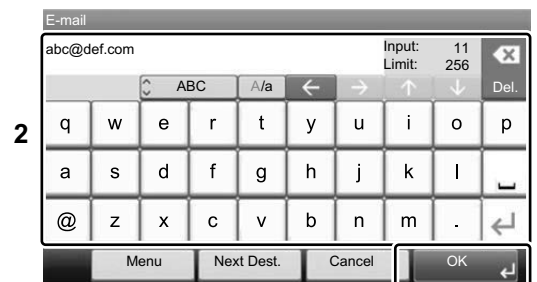 E-mail
abc@def.com
Input: 11
Limit: 256
ABC A/a ← → ↑ ↓ Del.
2
q w e r t y u i o p
a s d f g h j k l
@ z x c v b n m .
Menu Next Dest. Cancel OK